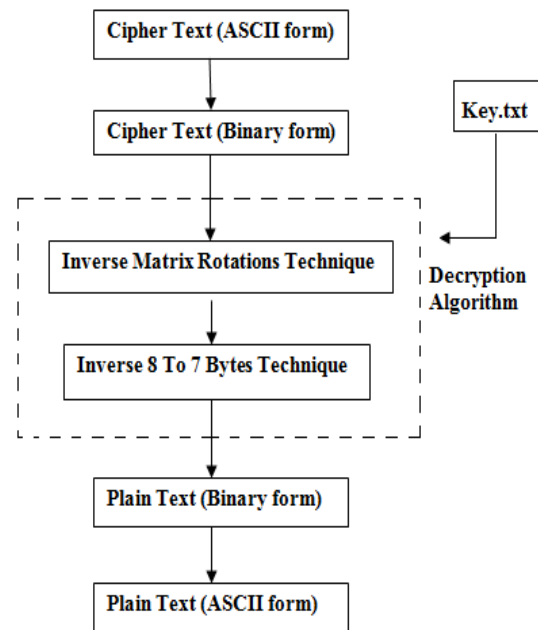 Cipher Text (ASCII form)
Cipher Text (Binary form)
Key.txt
Inverse Matrix Rotations Technique
Decryption
Algorithm
Inverse 8 To 7 Bytes Technique
Plain Text (Binary form)
Plain Text (ASCII form)